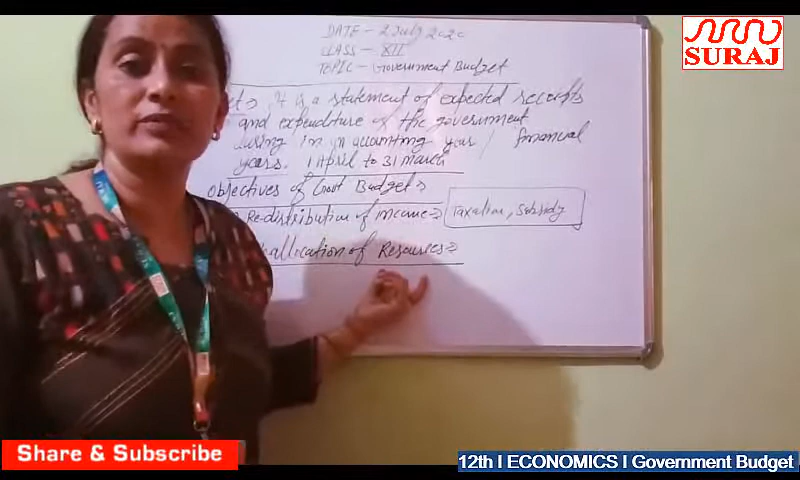 DATE - 2 July 2020
CLASS - XII
TOPIC - Government Budget
It is a statement of expected receipts
and expenditure of the government
in an accounting year / financial
years. 1 April to 31 March
Objectives of Govt Budget
Re-distribution of income Taxation, Subsidy
allocation of Resources
SURAJ
Share & Subscribe
12th I ECONOMICS I Government Budget